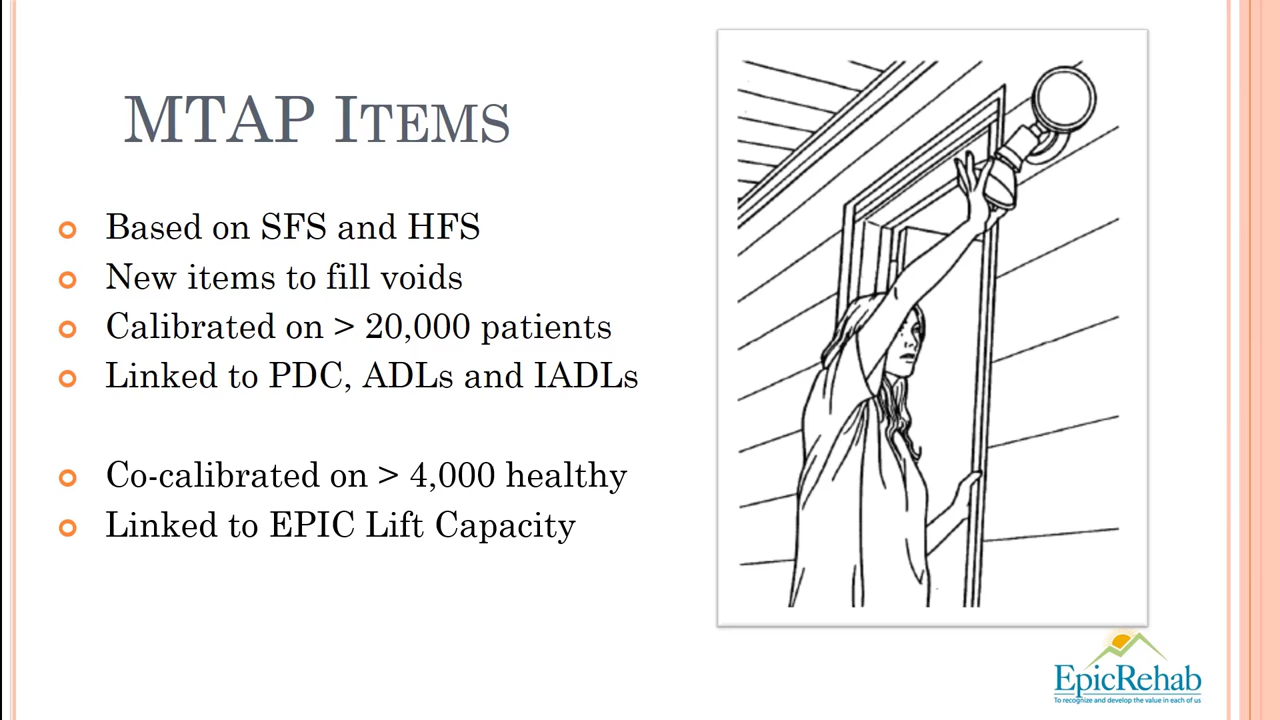 MTAP ITEMS
Based on SFS and HFS
New items to fill voids
Calibrated on > 20,000 patients
Linked to PDC, ADLs and IADLs
Co-calibrated on > 4,000 healthy
Linked to EPIC Lift Capacity
EpicRehab
To recognize and develop the value in each of us